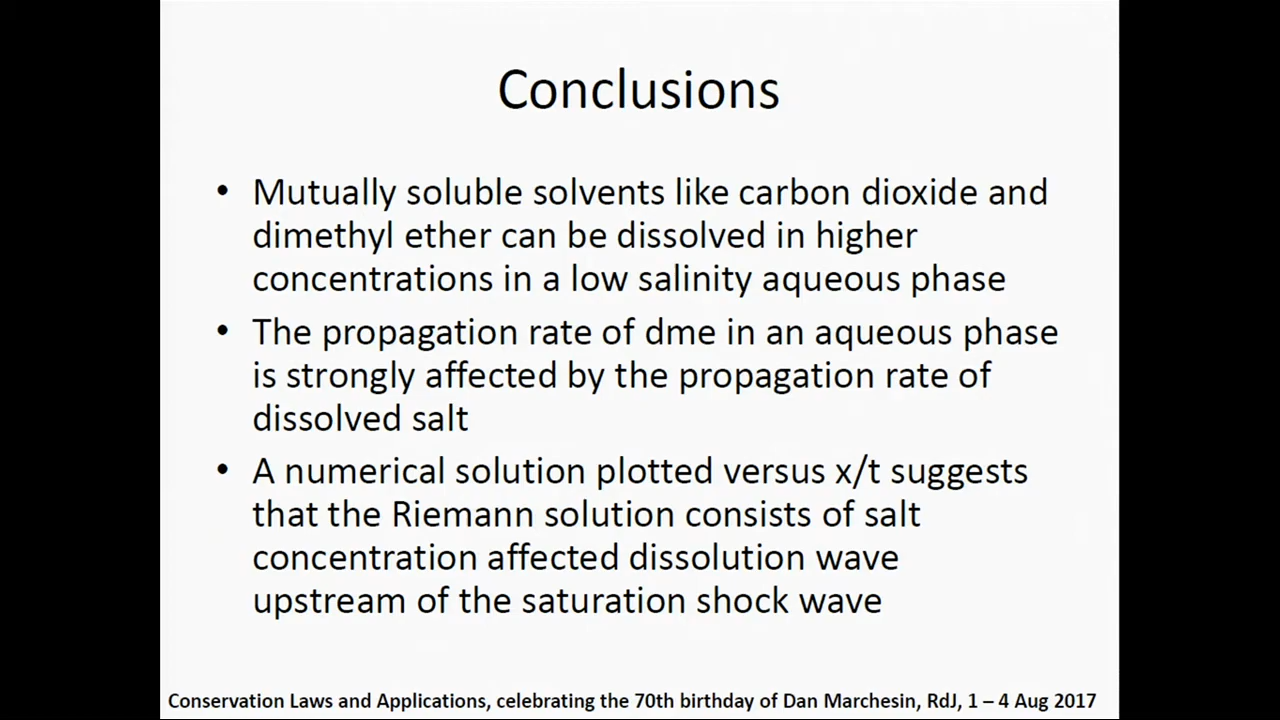 Conclusions
• Mutually soluble solvents like carbon dioxide and
dimethyl ether can be dissolved in higher
concentrations in a low salinity aqueous phase
• The propagation rate of dme in an aqueous phase
is strongly affected by the propagation rate of
dissolved salt
• A numerical solution plotted versus x/t suggests
that the Riemann solution consists of salt
concentration affected dissolution wave
upstream of the saturation shock wave
Conservation Laws and Applications, celebrating the 70th birthday of Dan Marchesin, RdJ, 1 – 4 Aug 2017